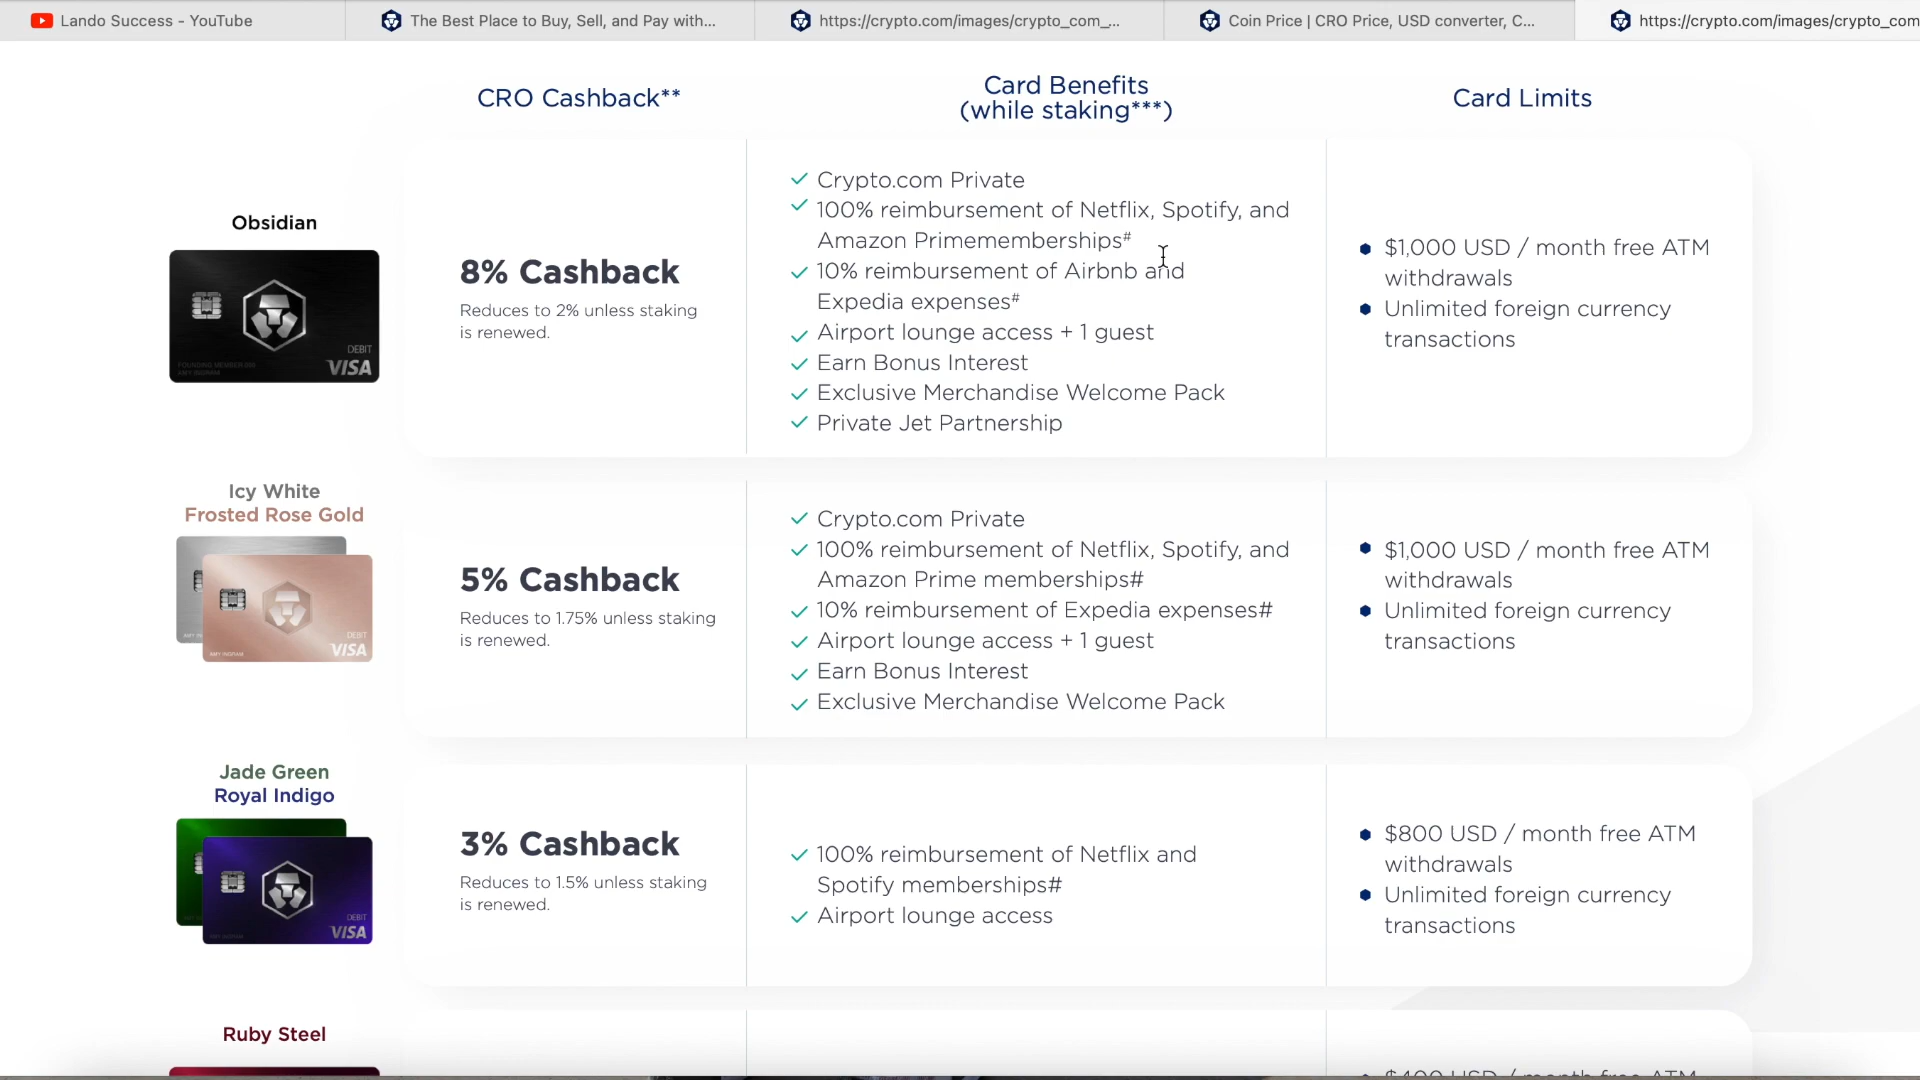 Lando Success - YouTube
The Best Place to Buy, Sell, and Pay with...
https://crypto.com/images/crypto_com_...
Coin Price | CRO Price, USD converter, C...
https://crypto.com/images/crypto_com
CRO Cashback**
Card Benefits
(while staking***)
Card Limits
Obsidian
DEBIT
VISA
8% Cashback
Reduces to 2% unless staking
is renewed.
Crypto.com Private
100% reimbursement of Netflix, Spotify, and
Amazon Primememberships#
10% reimbursement of Airbnb and
Expedia expenses#
Airport lounge access + 1 guest
Earn Bonus Interest
Exclusive Merchandise Welcome Pack
Private Jet Partnership
$1,000 USD / month free ATM
withdrawals
Unlimited foreign currency
transactions
Icy White
Frosted Rose Gold
DEBIT
VISA
AMY INGRAM
5% Cashback
Reduces to 1.75% unless staking
is renewed.
Crypto.com Private
100% reimbursement of Netflix, Spotify, and
Amazon Prime memberships#
10% reimbursement of Expedia expenses#
Airport lounge access + 1 guest
Earn Bonus Interest
Exclusive Merchandise Welcome Pack
$1,000 USD / month free ATM
withdrawals
Unlimited foreign currency
transactions
Jade Green
Royal Indigo
DEBIT
VISA
3% Cashback
Reduces to 1.5% unless staking
is renewed.
100% reimbursement of Netflix and
Spotify memberships#
Airport lounge access
$800 USD / month free ATM
withdrawals
Unlimited foreign currency
transactions
Ruby Steel
$400 USD / month free ATM